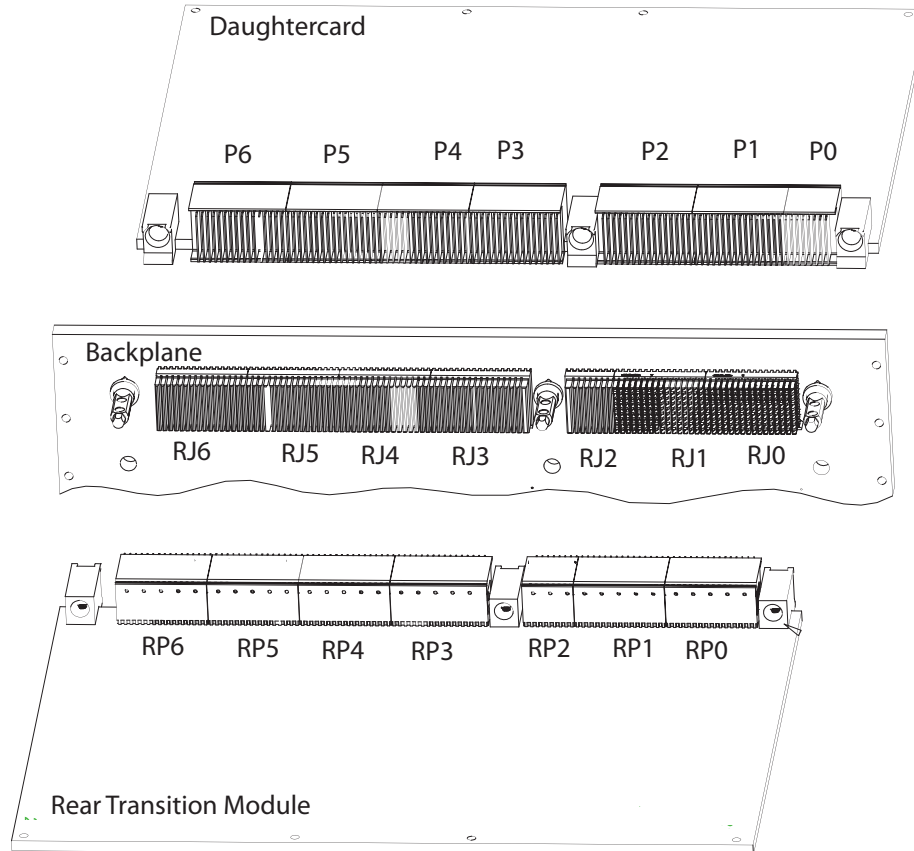 Daughtercard
P6 P5 P4 P3 P2 P1 P0
Backplane
RJ6 RJ5 RJ4 RJ3 RJ2 RJ1 RJ0
RP6 RP5 RP4 RP3 RP2 RP1 RP0
Rear Transition Module